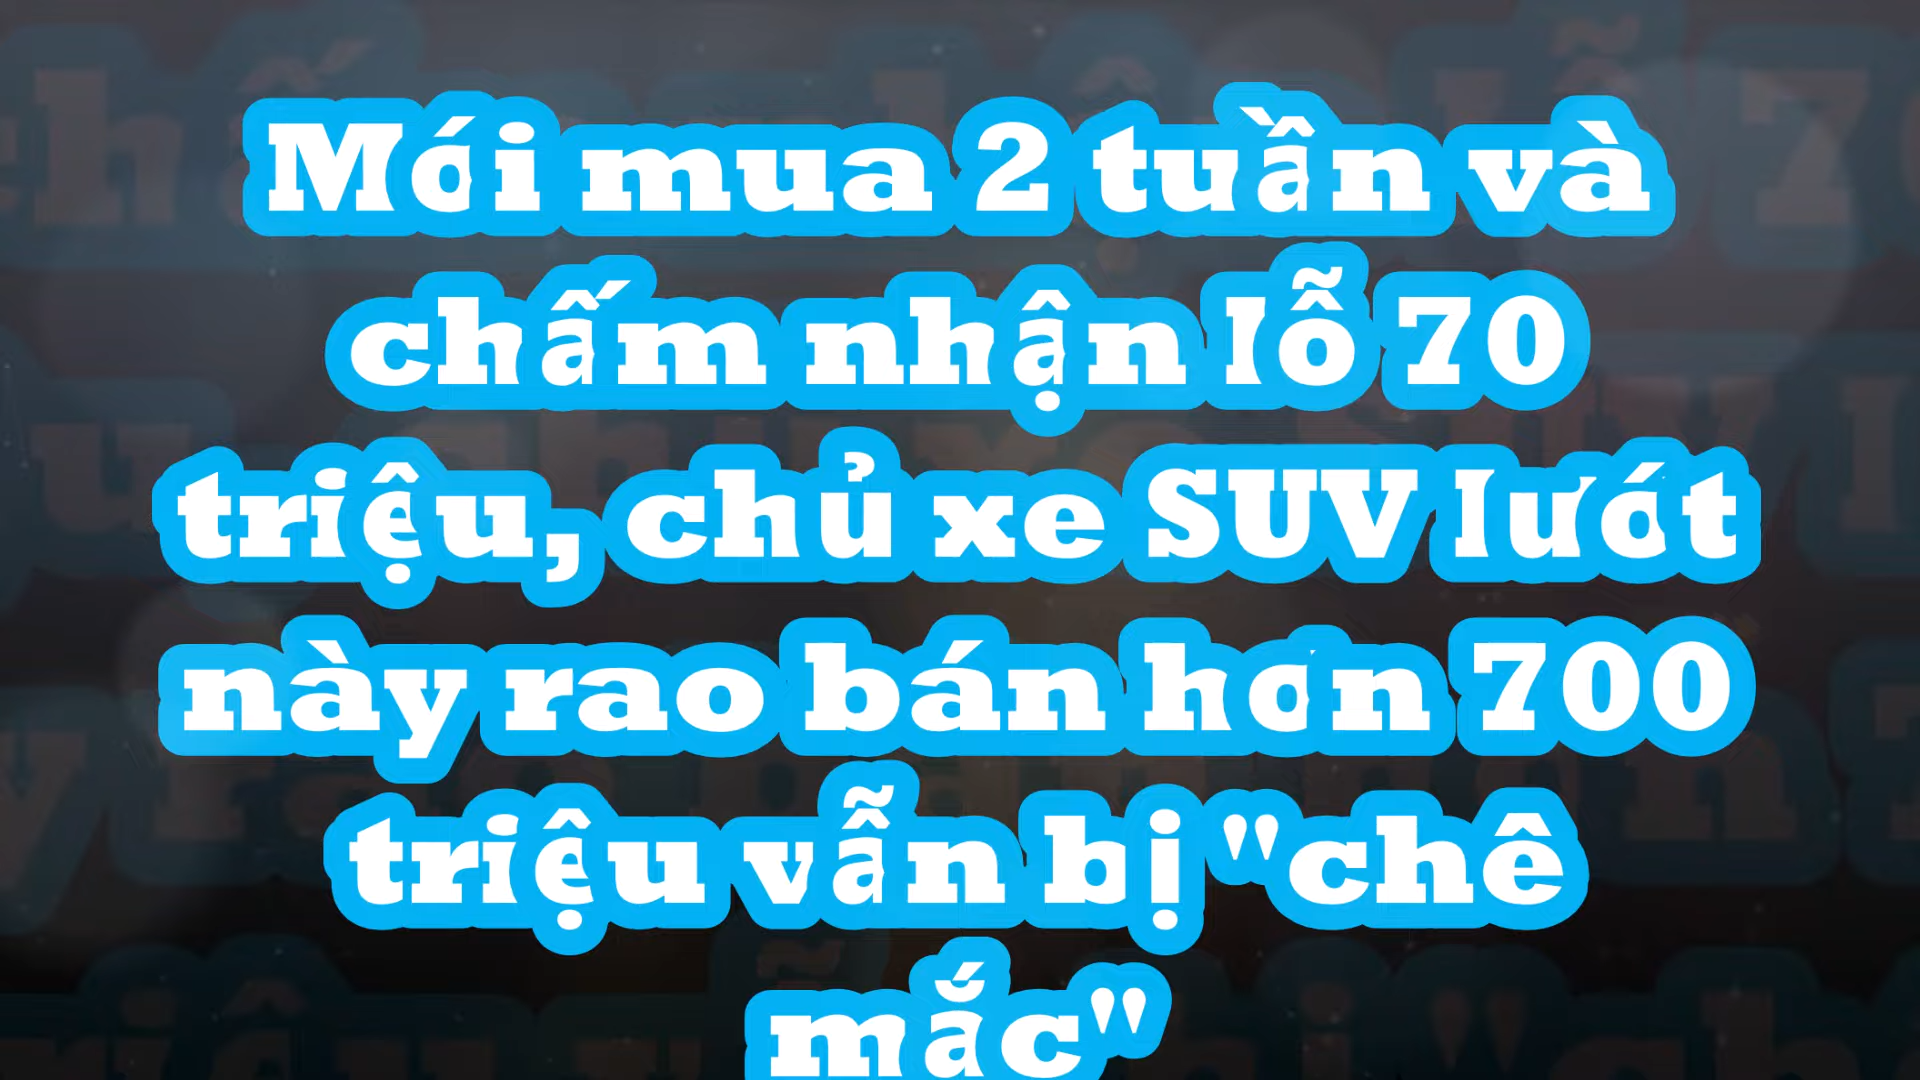 Mới mua 2 tuần và
chấm nhận lỗ 70
triệu, chủ xe SUV lướt
này rao bán hơn 700
triệu vẫn bị "chê
mắc"